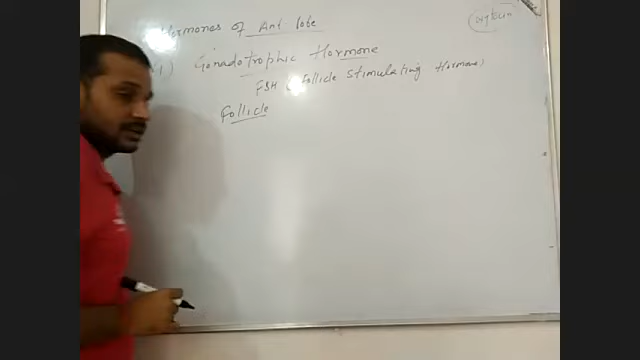 Hormones of Ant lobe
1) Gonadotrophic Hormone
FSH ( Follicle stimulating Hormone)
Follicle